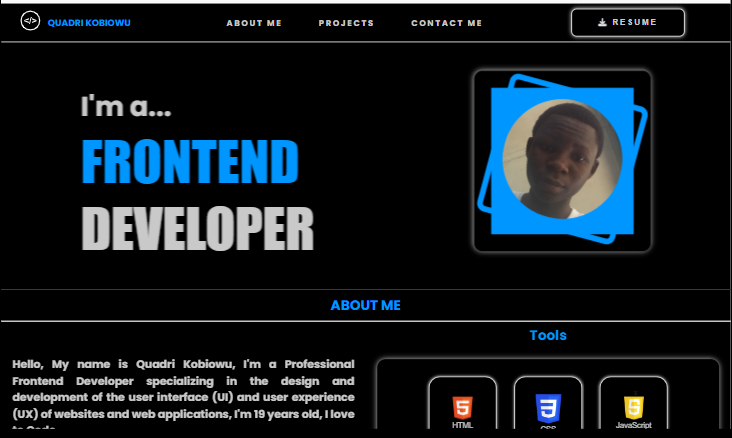 </> QUADRI KOBIOWU ABOUT ME PROJECTS CONTACT ME RESUME
I'm a...
FRONTEND
DEVELOPER
ABOUT ME
Tools
Hello, My name is Quadri Kobiowu, I'm a Professional
Frontend Developer specializing in the design and
development of the user interface (UI) and user experience
(UX) of websites and web applications, I'm 19 years old, I love
to Code
5
3
5
HTML
CSS
JavaScript